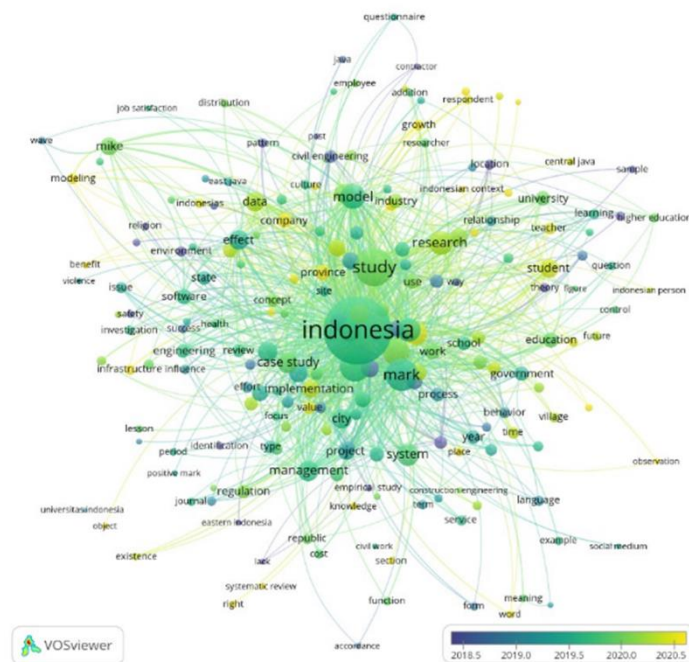 questionnaire
java
contractor
employee
addition
respondent
distribution
job satisfaction
growth
post
wave
mike
pattern
civil engineering
researcher
location
central java
sample
modeling
east java
culture
model
industry
indonesian context
university
indonesias
data
learning
higher education
company
relationship
teacher
religion
effect
research
environment
benefit
study
student
question
violence
state
province
use
way
theory
figure
indonesian person
issue
software
site
concept
control
safety
indonesia
investigation
success
health
school
education
future
engineering
review
work
case study
infrastructure influence
mark
government
effort
implementation
process
value
focus
behavior
village
city
lesson
year
time
identification
type
project
place
period
system
observation
positive mark
management
empirical study
construction engineering
journal
regulation
term
language
universitas indonesia
knowledge
service
object
eastern indonesia
republic
example
social medium
existence
cost
civil work
lack
section
systematic review
right
function
meaning
form
word
accordance
VOSviewer
2018.5 2019.0 2019.5 2020.0 2020.5